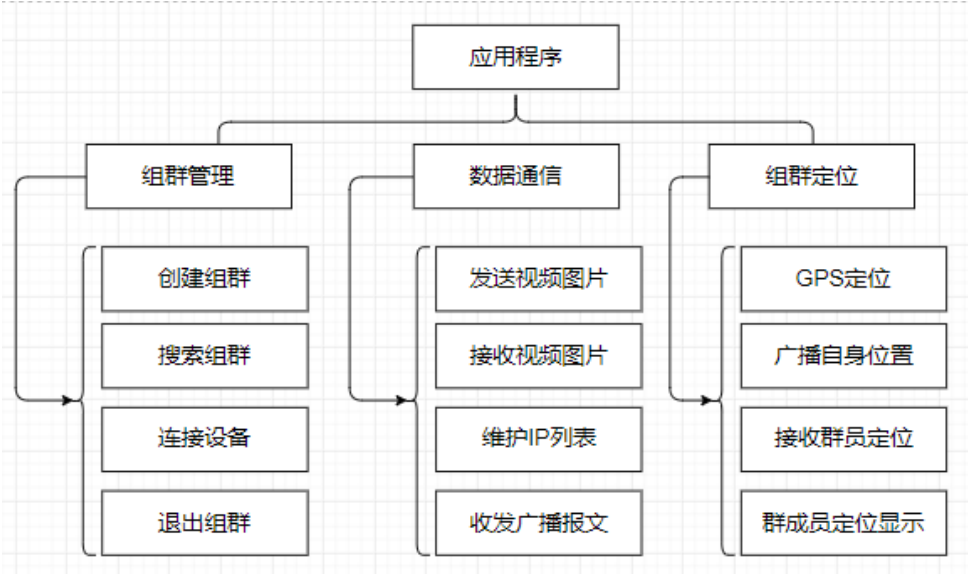 应用程序
组群管理
数据通信
组群定位
创建组群
搜索组群
连接设备
退出组群
发送视频图片
接收视频图片
维护IP列表
收发广播报文
GPS定位
广播自身位置
接收群员定位
群成员定位显示